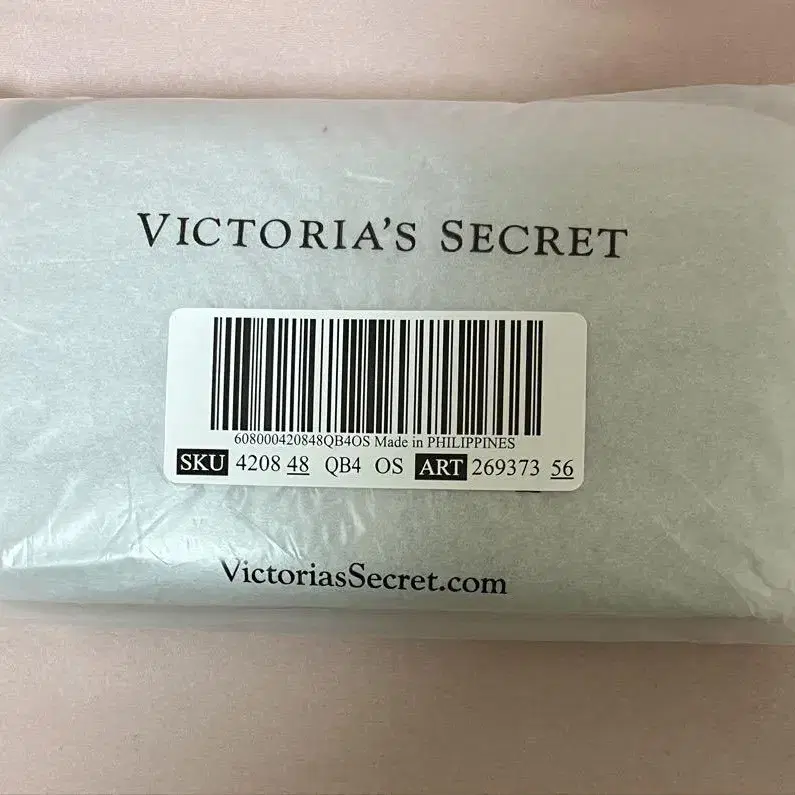 VICTORIA'S SECRET
608000420848QB4OS Made in PHILIPPINES
SKU 4208 48 QB4 OS ART 269373 56
VictoriasSecret.com